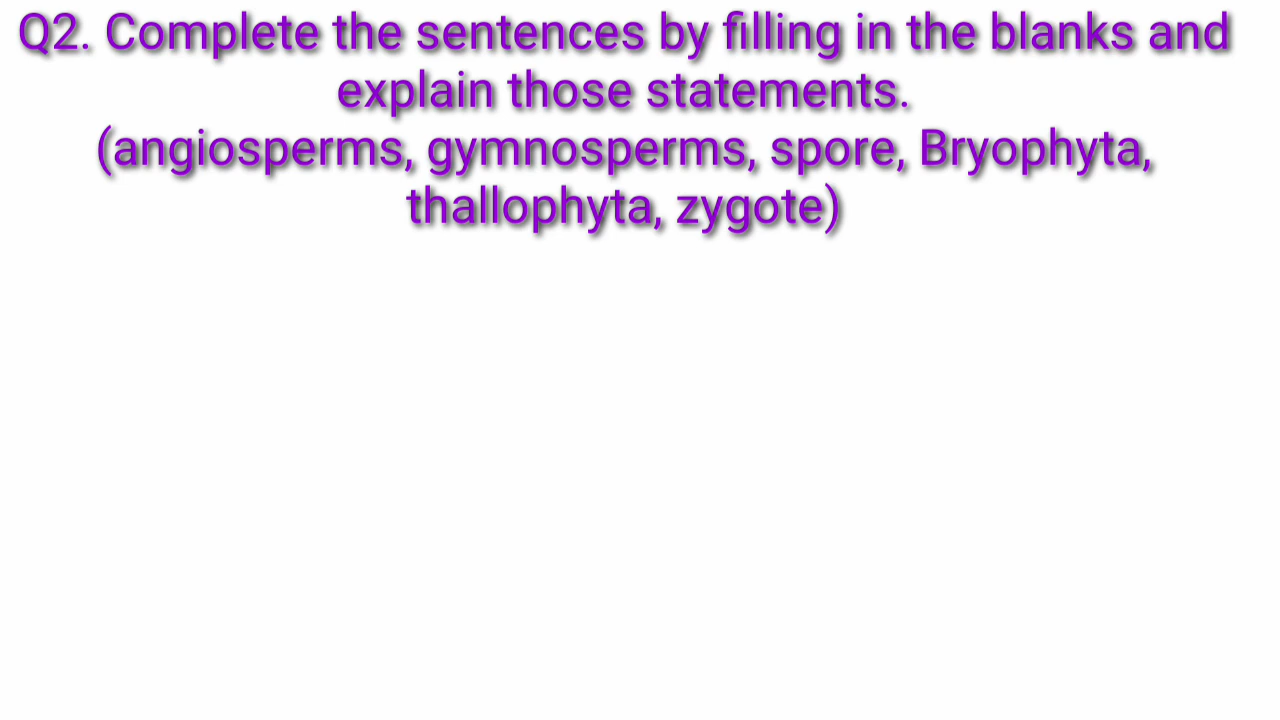 Q2. Complete the sentences by filling in the blanks and
explain those statements.
(angiosperms, gymnosperms, spore, Bryophyta,
thallophyta, zygote)